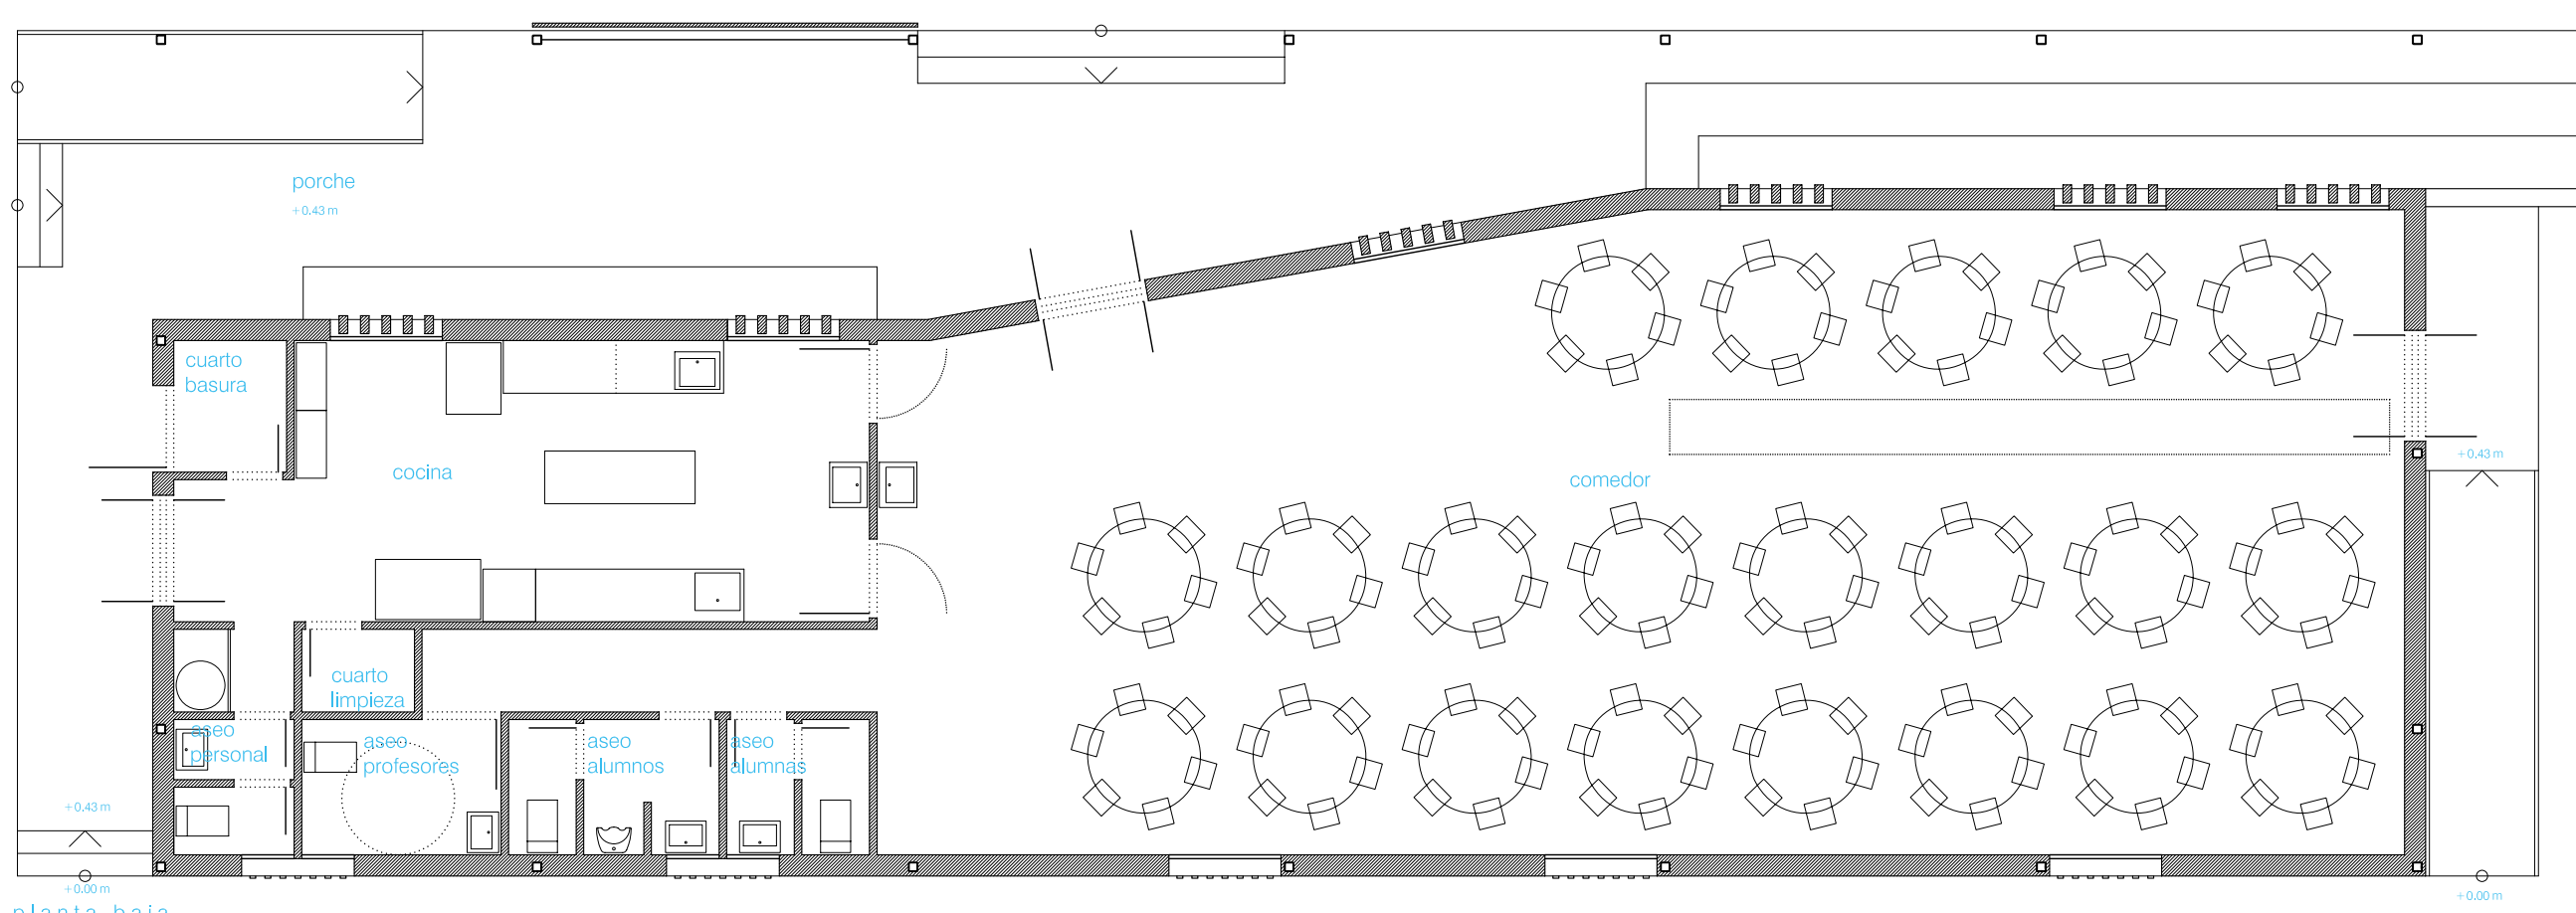 porche
+0.43 m
cuarto
basura
cocina
comedor
+0.43 m
cuarto
limpieza
aseo
personal
aseo
profesores
aseo
alumnos
aseo
alumnas
+0.43 m
+0.00 m
+0.00 m
planta baja